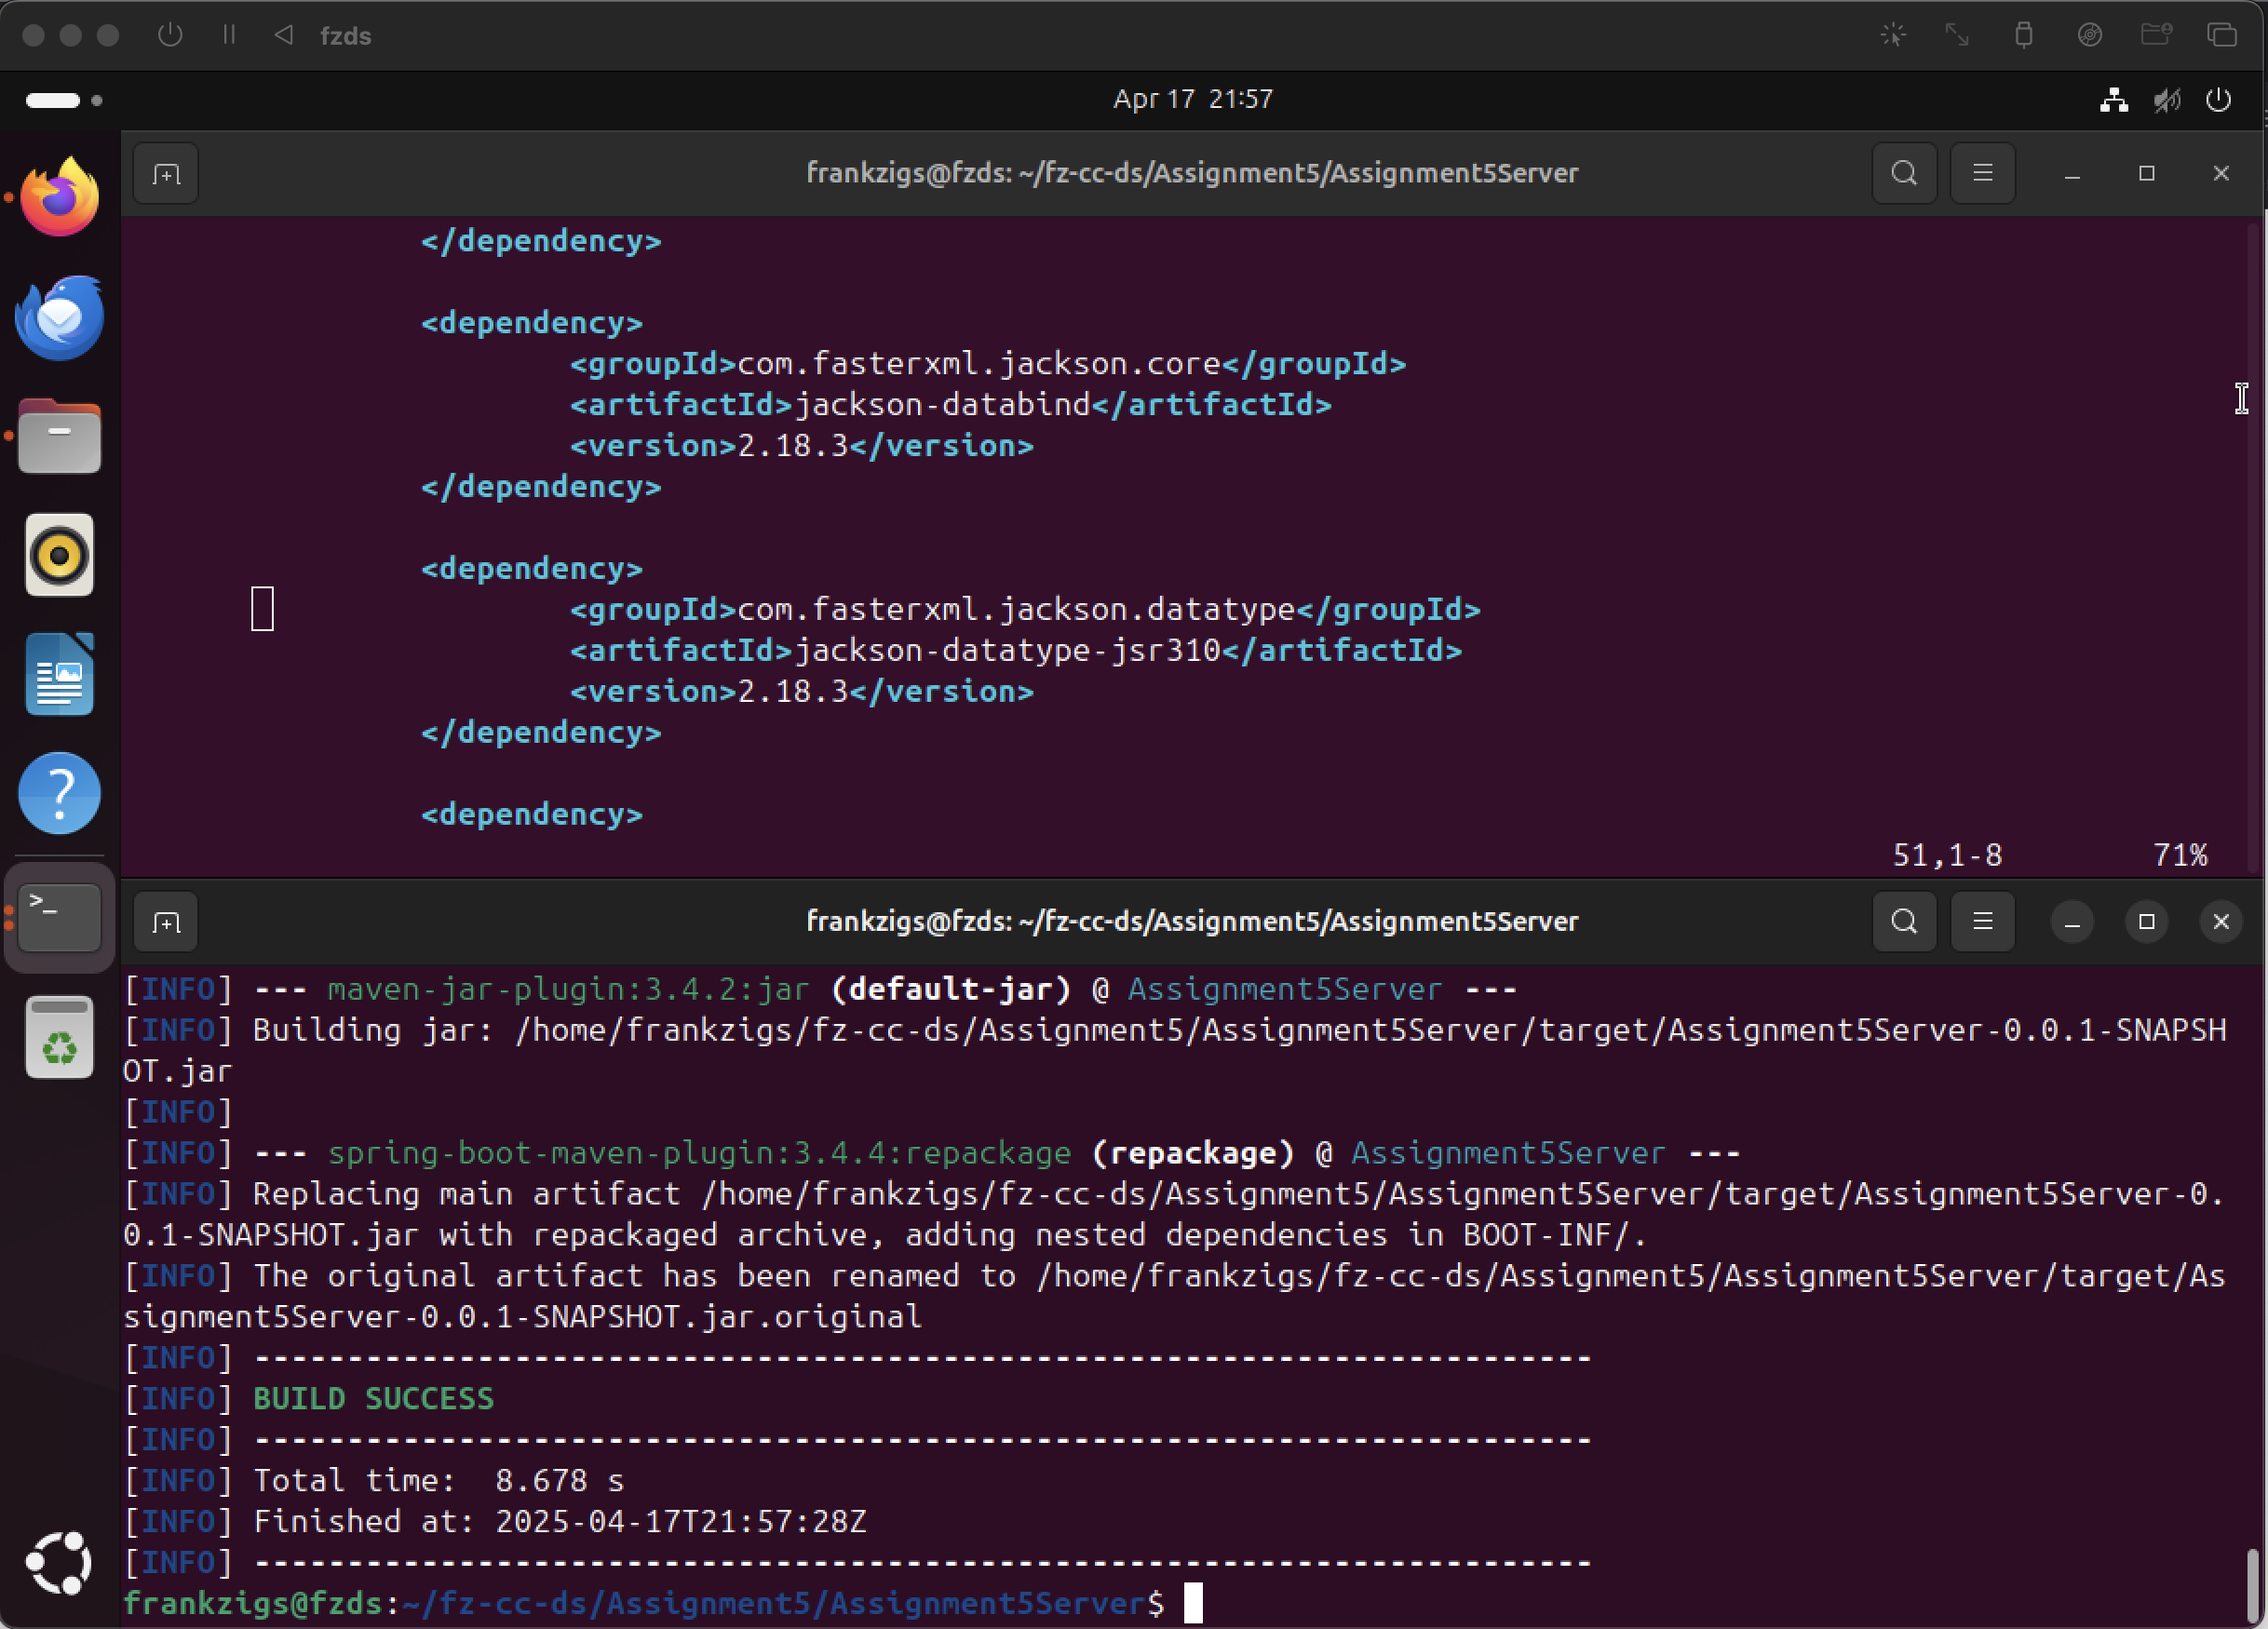 fzds
Apr 17 21:57
frankzigs@fzds: ~/fz-cc-ds/Assignment5/Assignment5Server
</dependency>
<dependency>
<groupId>com.fasterxml.jackson.core</groupId>
<artifactId>jackson-databind</artifactId>
<version>2.18.3</version>
</dependency>
<dependency>
<groupId>com.fasterxml.jackson.datatype</groupId>
<artifactId>jackson-datatype-jsr310</artifactId>
<version>2.18.3</version>
</dependency>
<dependency>
51,1-8 71%
frankzigs@fzds: ~/fz-cc-ds/Assignment5/Assignment5Server
[INFO] --- maven-jar-plugin:3.4.2:jar (default-jar) @ Assignment5Server ---
[INFO] Building jar: /home/frankzigs/fz-cc-ds/Assignment5/Assignment5Server/target/Assignment5Server-0.0.1-SNAPSH
OT.jar
[INFO]
[INFO] --- spring-boot-maven-plugin:3.4.4:repackage (repackage) @ Assignment5Server ---
[INFO] Replacing main artifact /home/frankzigs/fz-cc-ds/Assignment5/Assignment5Server/target/Assignment5Server-0.
0.1-SNAPSHOT.jar with repackaged archive, adding nested dependencies in BOOT-INF/.
[INFO] The original artifact has been renamed to /home/frankzigs/fz-cc-ds/Assignment5/Assignment5Server/target/As
signment5Server-0.0.1-SNAPSHOT.jar.original
[INFO] ------------------------------------------------------------------------
[INFO] BUILD SUCCESS
[INFO] ------------------------------------------------------------------------
[INFO] Total time:  8.678 s
[INFO] Finished at: 2025-04-17T21:57:28Z
[INFO] ------------------------------------------------------------------------
frankzigs@fzds:~/fz-cc-ds/Assignment5/Assignment5Server$